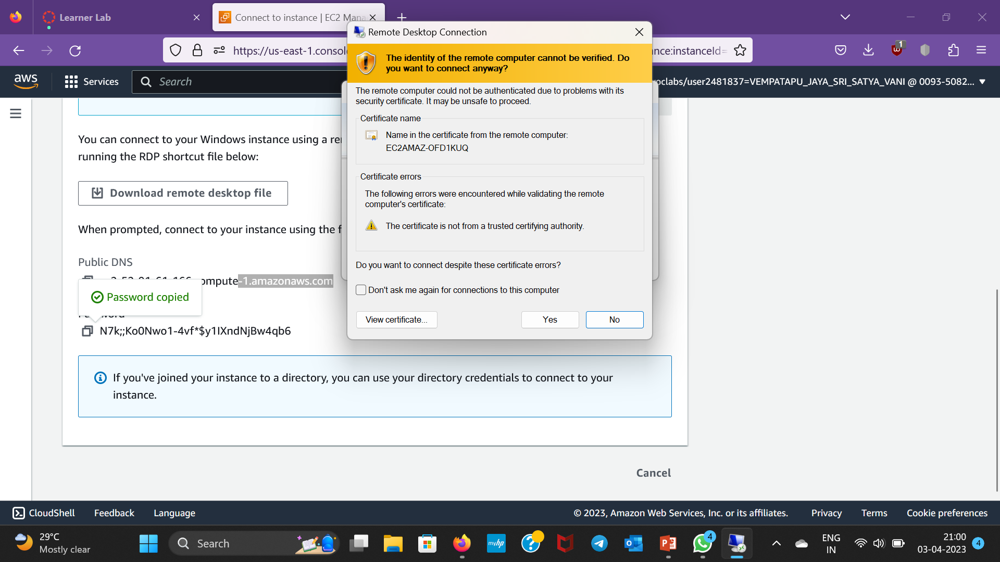 Learner Lab
Connect to instance | EC2 Mana
Remote Desktop Connection
https://us-east-1.consol
nce:instanceId=
1
The identity of the remote computer cannot be verified. Do
you want to connect anyway?
aws
Services
Search
oclabs/user2481837=VEMPATAPU_JAYA_SRI_SATYA_VANI @ 0093-5082...
The remote computer could not be authenticated due to problems with its
security certificate. It may be unsafe to proceed.
Certificate name
Name in the certificate from the remote computer:
EC2AMAZ-OFD1KUQ
You can connect to your Windows instance using a re
running the RDP shortcut file below:
Certificate errors
The following errors were encountered while validating the remote
computer's certificate:
The certificate is not from a trusted certifying authority.
Download remote desktop file
When prompted, connect to your instance using the f
Do you want to connect despite these certificate errors?
Don't ask me again for connections to this computer
View certificate...
Yes
No
Public DNS
ompute-1.amazonaws.com
Password copied
Password
N7k;;Ko0Nwo1-4vf*$y1IXndNjBw4qb6
If you've joined your instance to a directory, you can use your directory credentials to connect to your
instance.
Cancel
CloudShell
Feedback
Language
© 2023, Amazon Web Services, Inc. or its affiliates.
Privacy
Terms
Cookie preferences
29°C
Mostly clear
Search
myhp
4
ENG
IN
21:00
03-04-2023
4